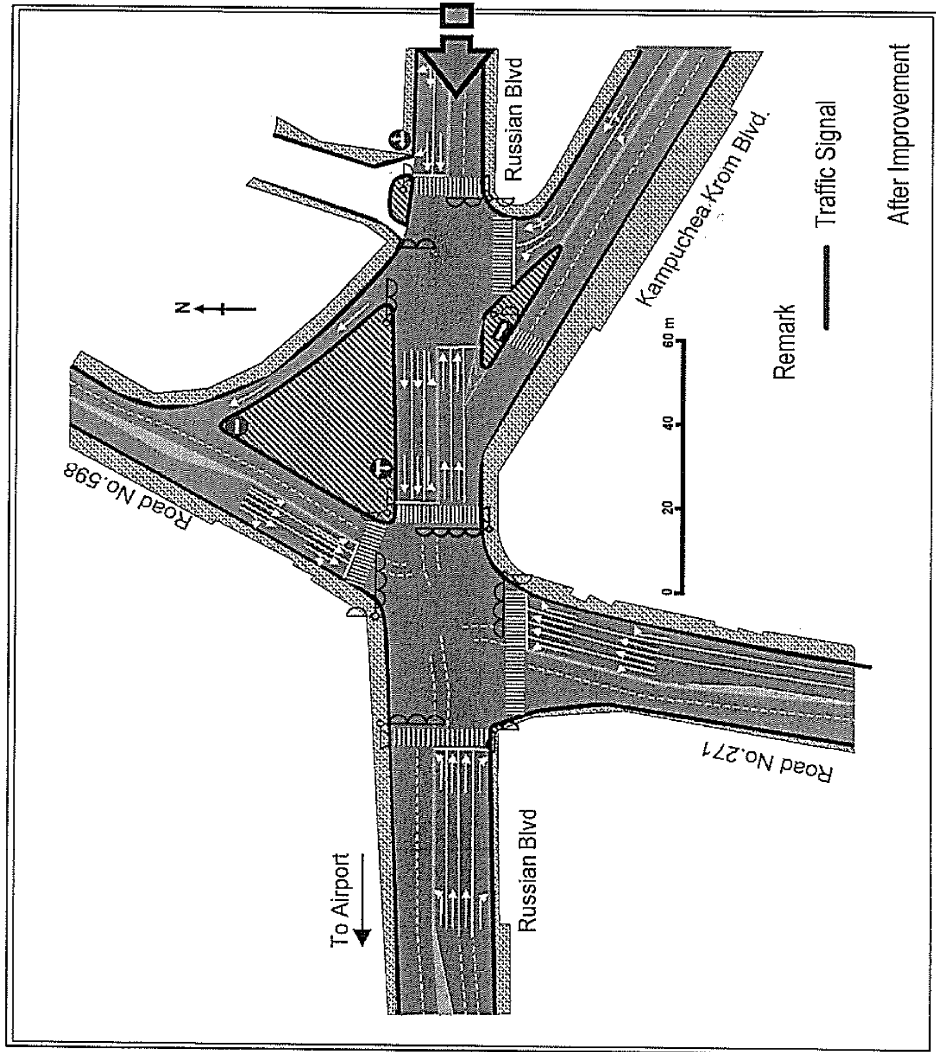 N
Road No.598
Russian Blvd
Kampuchea Krom Blvd.
To Airport
Russian Blvd
Road No.271
0 20 40 60 m
Remark
Traffic Signal
After Improvement